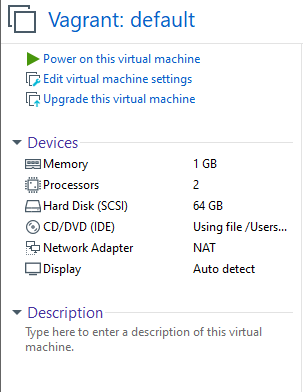 Vagrant: default
Power on this virtual machine
Edit virtual machine settings
Upgrade this virtual machine
Devices
Memory 1 GB
Processors 2
Hard Disk (SCSI) 64 GB
CD/DVD (IDE) Using file /Users...
Network Adapter NAT
Display Auto detect
Description
Type here to enter a description of this virtual
machine.